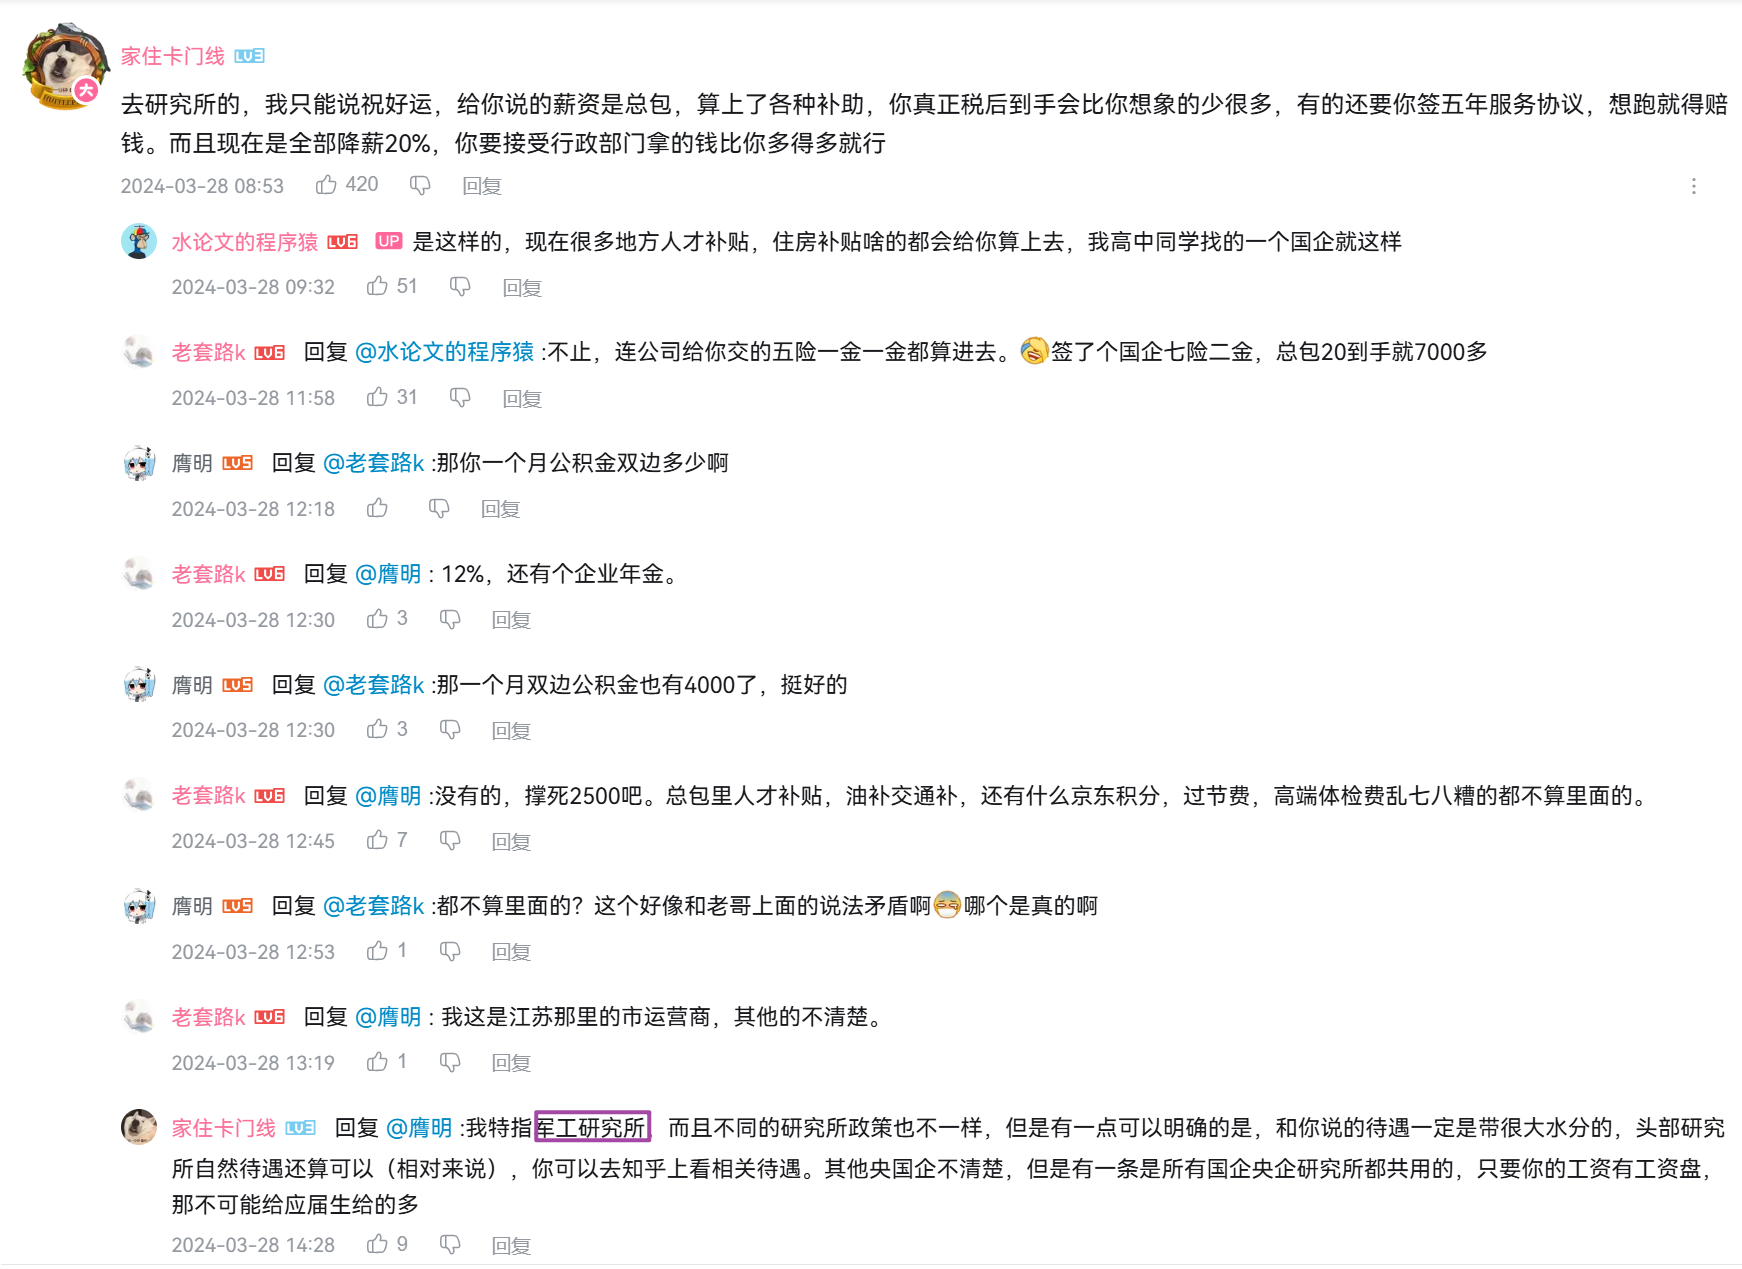 家住卡门线 LV3
去研究所的，我只能说祝好运，给你说的薪资是总包，算上了各种补助，你真正税后到手会比你想象的少很多，有的还要你签五年服务协议，想跑就得赔
钱。而且现在是全部降薪20%，你要接受行政部门拿的钱比你多得多就行
2024-03-28 08:53 420 回复
水论文的程序猿 LV6 UP 是这样的，现在很多地方人才补贴，住房补贴啥的都会给你算上去，我高中同学找的一个国企就这样
2024-03-28 09:32 51 回复
老套路k LV6 回复 @水论文的程序猿 :不止，连公司给你交的五险一金一金都算进去。签了个国企七险二金，总包20到手就7000多
2024-03-28 11:58 31 回复
膺明 LV5 回复 @老套路k :那你一个月公积金双边多少啊
2024-03-28 12:18 回复
老套路k LV6 回复 @膺明 : 12%，还有个企业年金。
2024-03-28 12:30 3 回复
膺明 LV5 回复 @老套路k :那一个月双边公积金也有4000了，挺好的
2024-03-28 12:30 3 回复
老套路k LV6 回复 @膺明 :没有的，撑死2500吧。总包里人才补贴，油补交通补，还有什么京东积分，过节费，高端体检费乱七八糟的都不算里面的。
2024-03-28 12:45 7 回复
膺明 LV5 回复 @老套路k :都不算里面的？这个好像和老哥上面的说法矛盾啊哪个是真的啊
2024-03-28 12:53 1 回复
老套路k LV6 回复 @膺明 : 我这是江苏那里的市运营商，其他的不清楚。
2024-03-28 13:19 1 回复
家住卡门线 LV3 回复 @膺明 :我特指军工研究所，而且不同的研究所政策也不一样，但是有一点可以明确的是，和你说的待遇一定是带很大水分的，头部研究
所自然待遇还算可以（相对来说），你可以去知乎上看相关待遇。其他央国企不清楚，但是有一条是所有国企央企研究所都共用的，只要你的工资有工资盘，
那不可能给应届生给的多
2024-03-28 14:28 9 回复